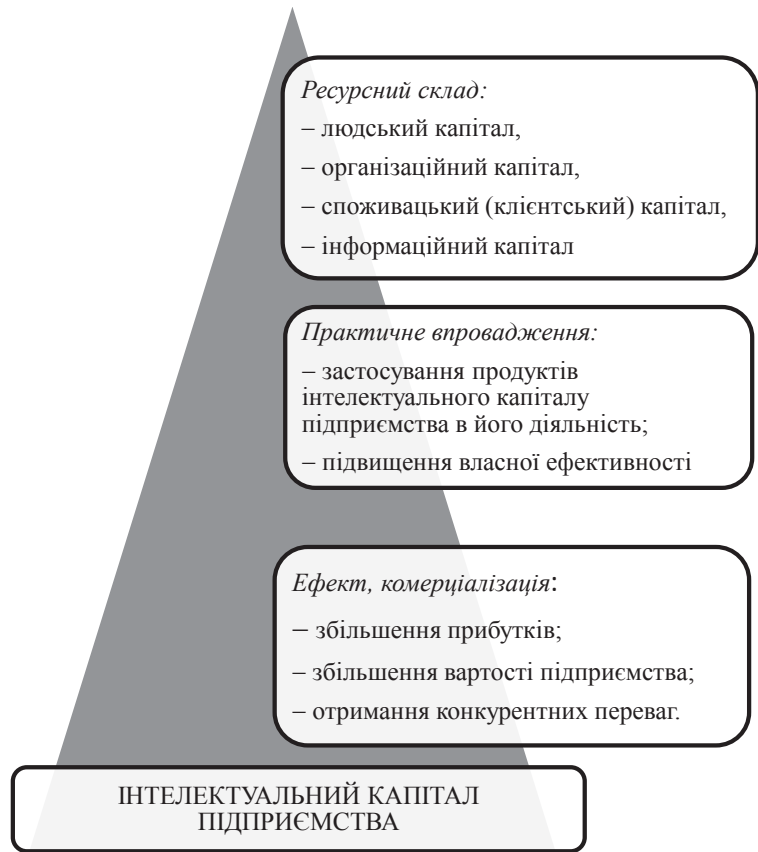 Ресурсний склад:
– людський капітал,
– організаційний капітал,
– споживацький (клієнтський) капітал,
– інформаційний капітал
Практичне впровадження:
– застосування продуктів
інтелектуального капіталу
підприємства в його діяльність;
– підвищення власної ефективності
Ефект, комерціалізація:
– збільшення прибутків;
– збільшення вартості підприємства;
– отримання конкурентних переваг.
ІНТЕЛЕКТУАЛЬНИЙ КАПІТАЛ
ПІДПРИЄМСТВА